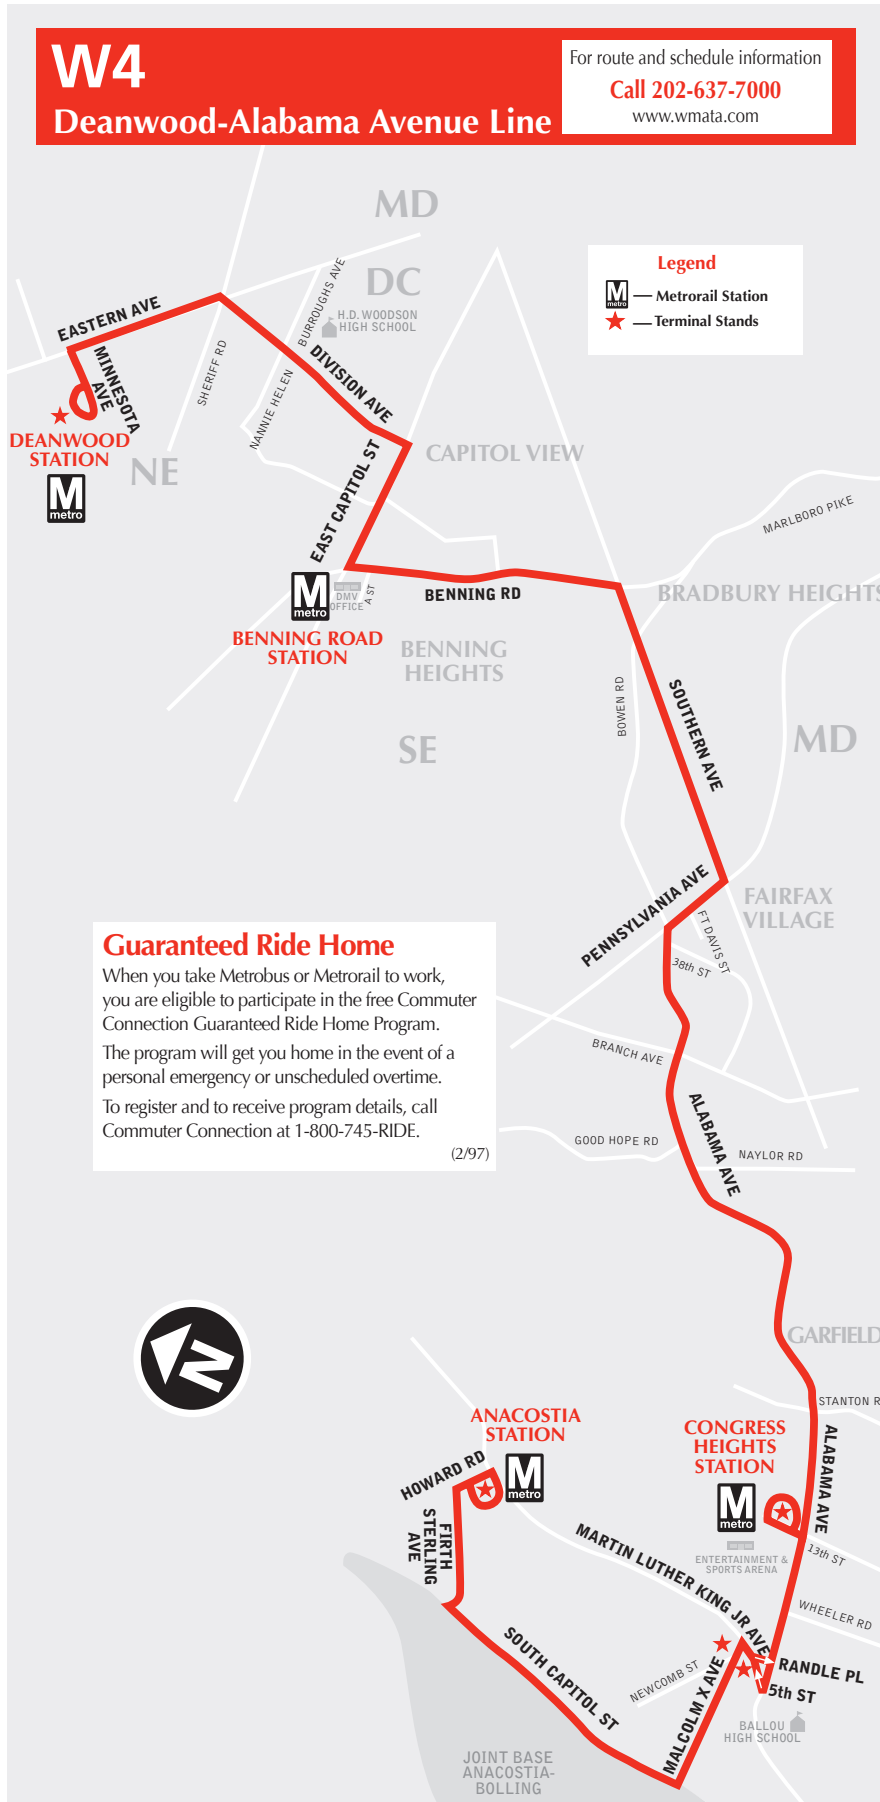 W4
Deanwood-Alabama Avenue Line
For route and schedule information
Call 202-637-7000
www.wmata.com
MD
DC
Legend
M
metro
— Metrorail Station
— Terminal Stands
BURROUGHS AVE
H.D. WOODSON
HIGH SCHOOL
EASTERN AVE
MINNESOTA
AVE
SHERIFF RD
DIVISION AVE
NANNIE HELEN
DEANWOOD
STATION
M
metro
NE
EAST CAPITOL ST
CAPITOL VIEW
MARLBORO PIKE
M
metro
DMV
OFFICE
A ST
BENNING RD
BRADBURY HEIGHTS
BENNING ROAD
STATION
BENNING
HEIGHTS
BOWEN RD
SOUTHERN AVE
SE
MD
PENNSYLVANIA AVE
FAIRFAX
VILLAGE
FT DAVIS ST
38th ST
Guaranteed Ride Home
When you take Metrobus or Metrorail to work,
you are eligible to participate in the free Commuter
Connection Guaranteed Ride Home Program.
The program will get you home in the event of a
personal emergency or unscheduled overtime.
To register and to receive program details, call
Commuter Connection at 1-800-745-RIDE.
(2/97)
BRANCH AVE
ALABAMA AVE
GOOD HOPE RD
NAYLOR RD
N
GARFIELD
STANTON R
ANACOSTIA
STATION
M
metro
HOWARD RD
FIRTH
STERLING
AVE
CONGRESS
HEIGHTS
STATION
M
metro
ALABAMA AVE
ENTERTAINMENT &
SPORTS ARENA
13th ST
MARTIN LUTHER KING JR AVE
WHEELER RD
SOUTH CAPITOL ST
NEWCOMB ST
MALCOLM X AVE
RANDLE PL
5th ST
BALLOU
HIGH SCHOOL
JOINT BASE
ANACOSTIA-
BOLLING